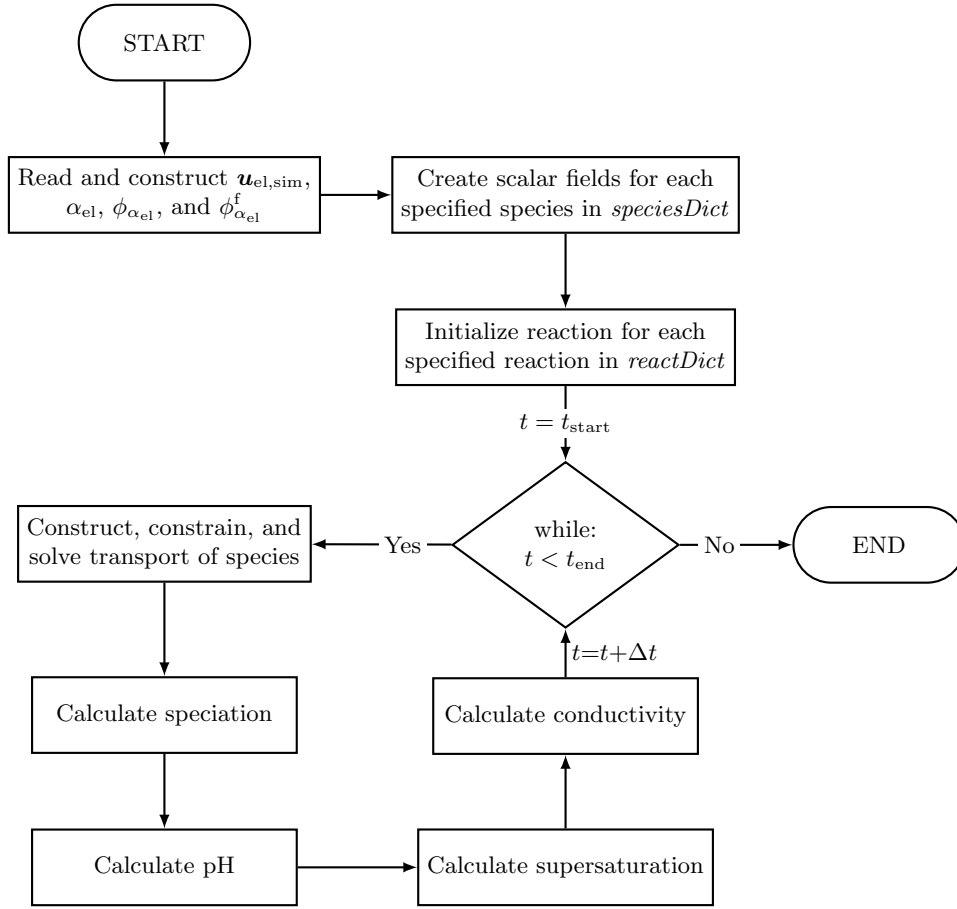 START
Read and construct 𝒖_el,sim,
α_el, ϕ_α_el, and ϕ^f_α_el
Create scalar fields for each
specified species in speciesDict
Initialize reaction for each
specified reaction in reactDict
t = t_start
while:
t < t_end
Yes
No
END
Construct, constrain, and
solve transport of species
t=t+Δt
Calculate speciation
Calculate conductivity
Calculate pH
Calculate supersaturation